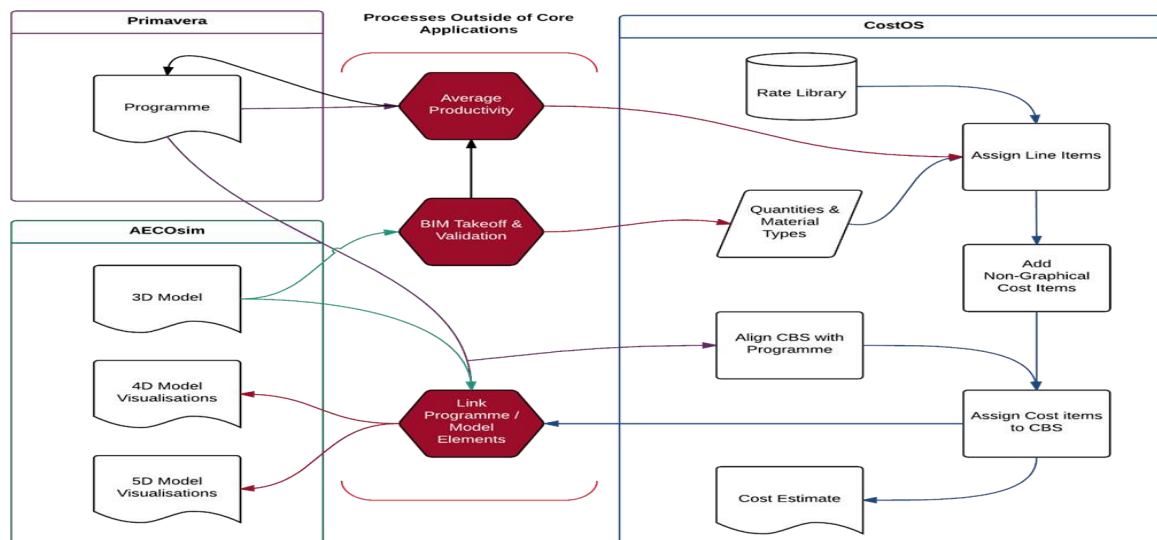 Primavera
Processes Outside of Core
Applications
CostOS
Programme
Average
Productivity
Rate Library
Assign Line Items
AECOsim
BIM Takeoff &
Validation
Quantities &
Material
Types
Add
Non-Graphical
Cost Items
3D Model
Align CBS with
Programme
4D Model
Visualisations
Link
Programme /
Model
Elements
Assign Cost items
to CBS
5D Model
Visualisations
Cost Estimate